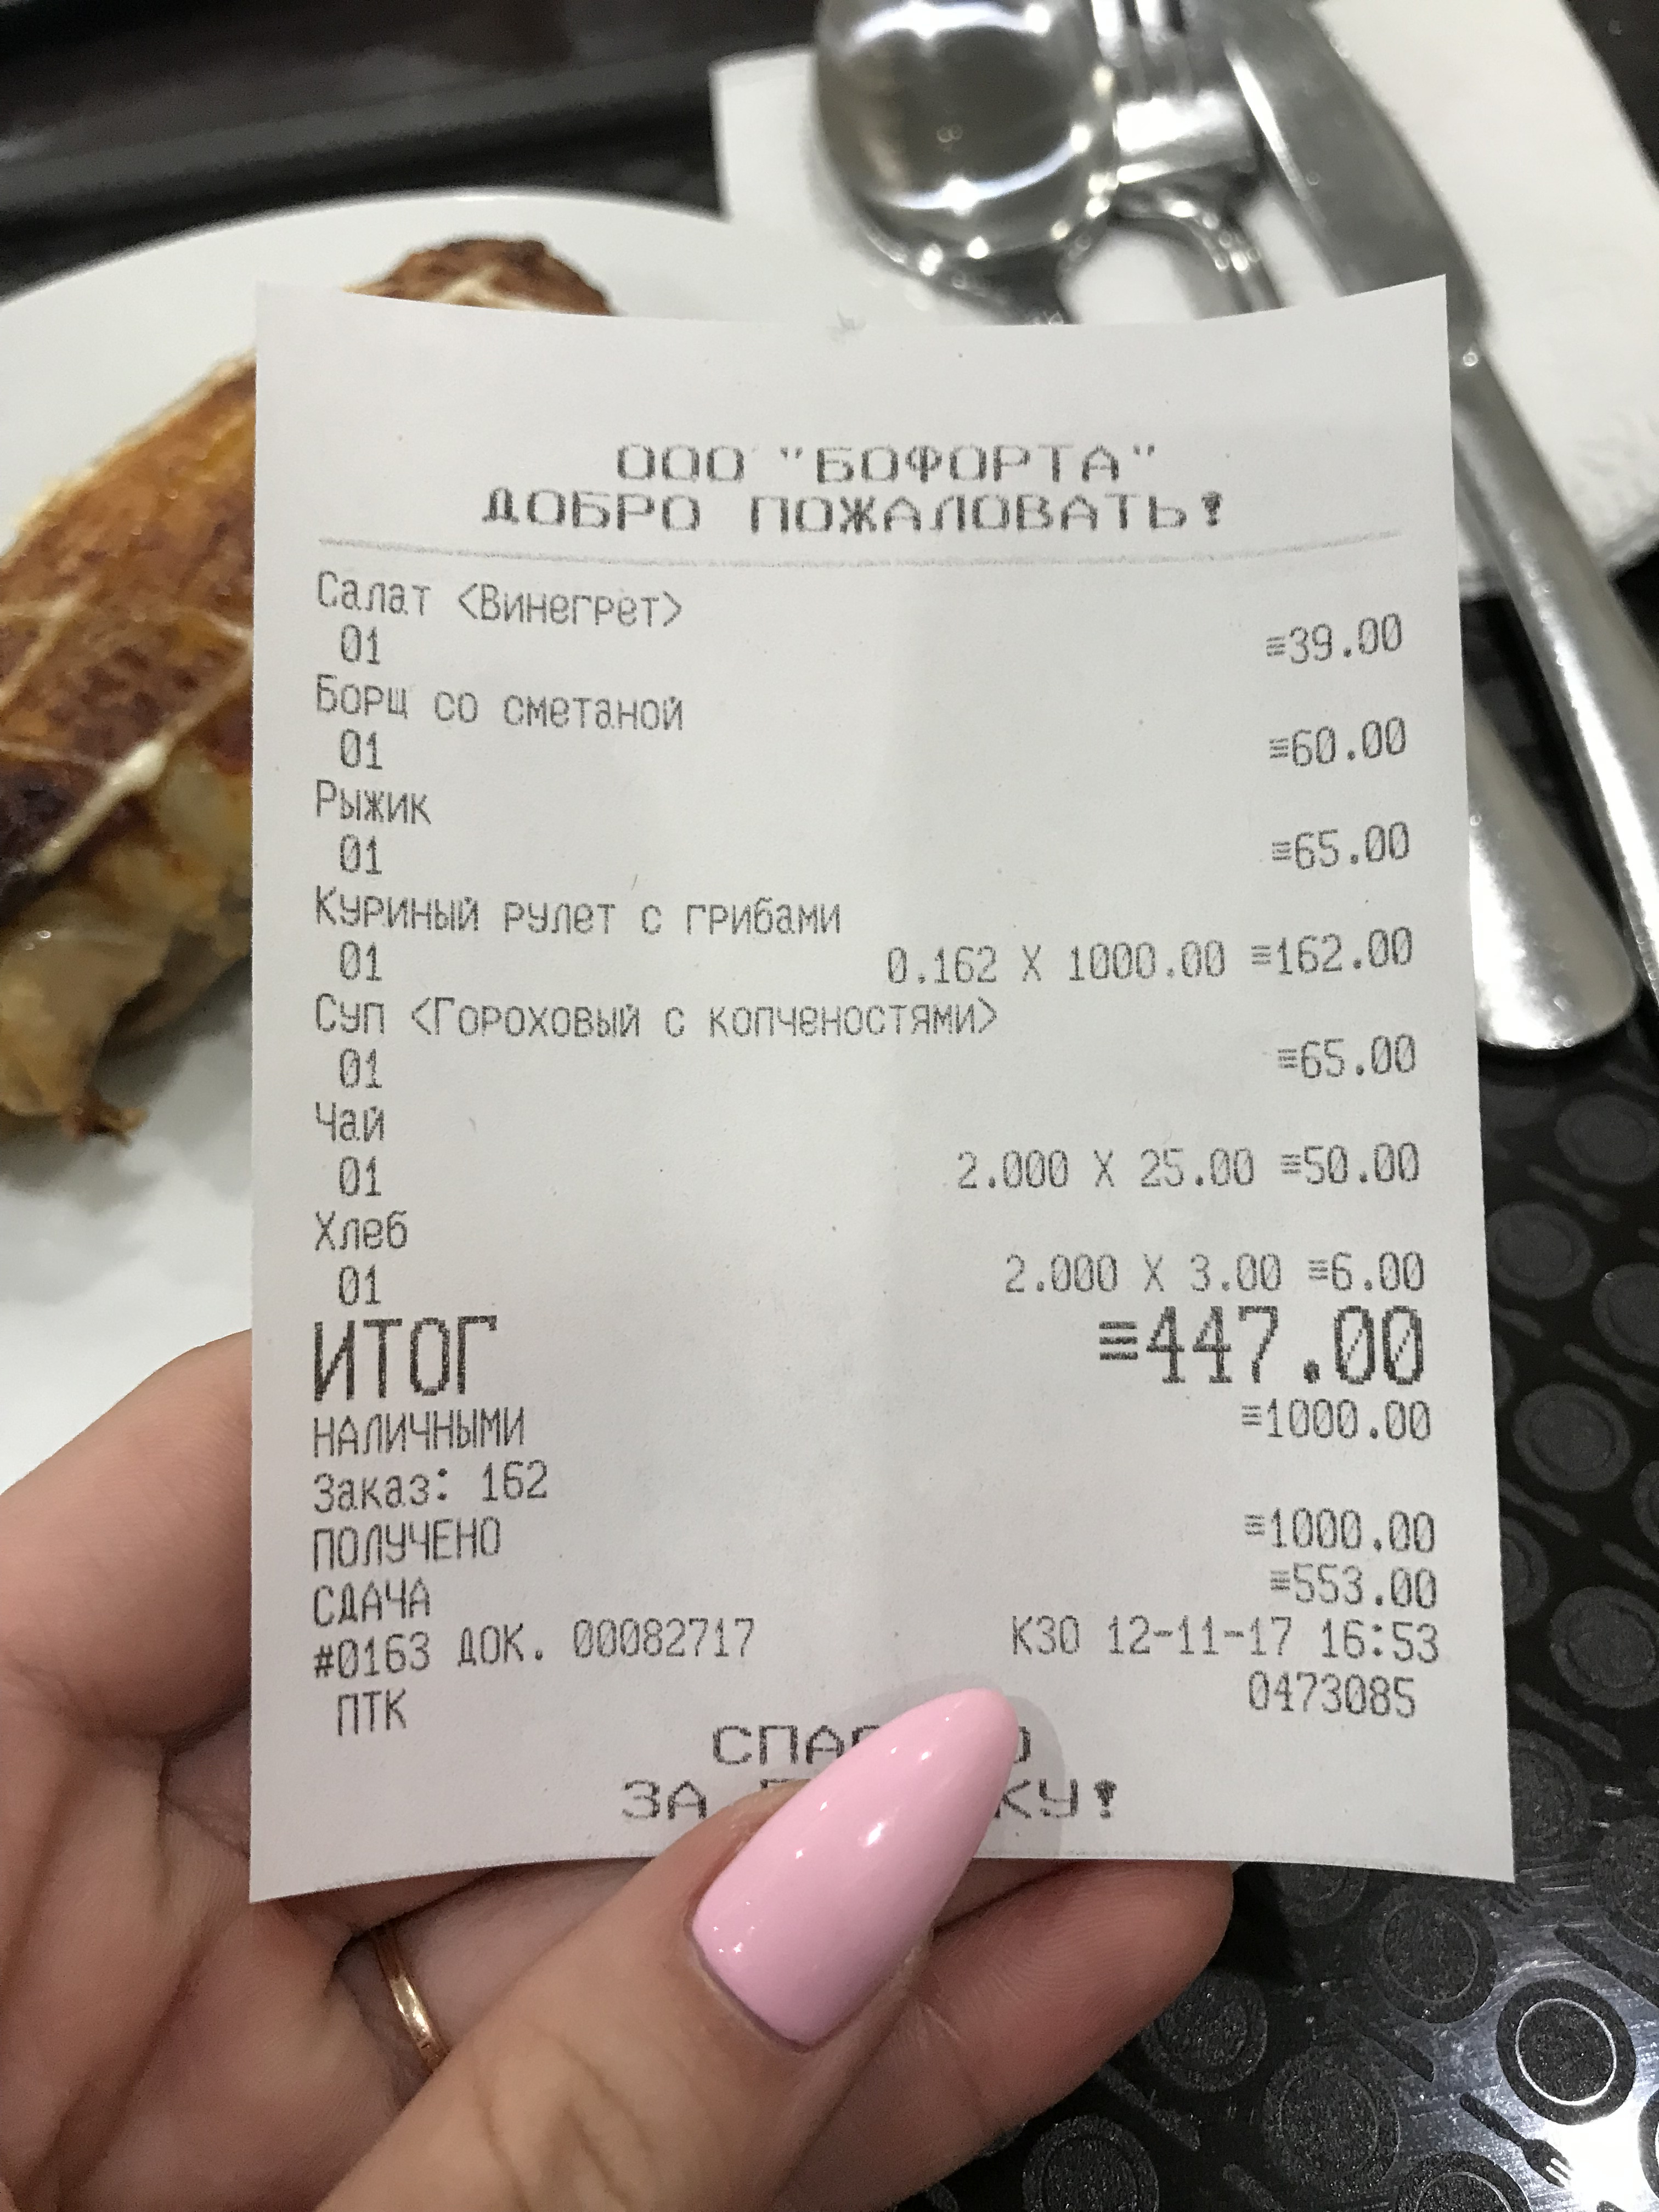 ООО "БОФОРТА"
ДОБРО ПОЖАЛОВАТЬ!
Салат <Винегрет>
01 ≡39.00
Борщ со сметаной
01 ≡60.00
Рыжик
01 ≡65.00
Куриный рулет с грибами
01 0.162 X 1000.00 ≡162.00
Суп <Гороховый с копченостями>
01 ≡65.00
Чай
01 2.000 X 25.00 ≡50.00
Хлеб
01 2.000 X 3.00 ≡6.00
ИТОГ ≡447.00
НАЛИЧНЫМИ ≡1000.00
Заказ: 162
ПОЛУЧЕНО ≡1000.00
СДАЧА ≡553.00
#0163 ДОК. 00082717 К30 12-11-17 16:53
ПТК 0473085
ЗА